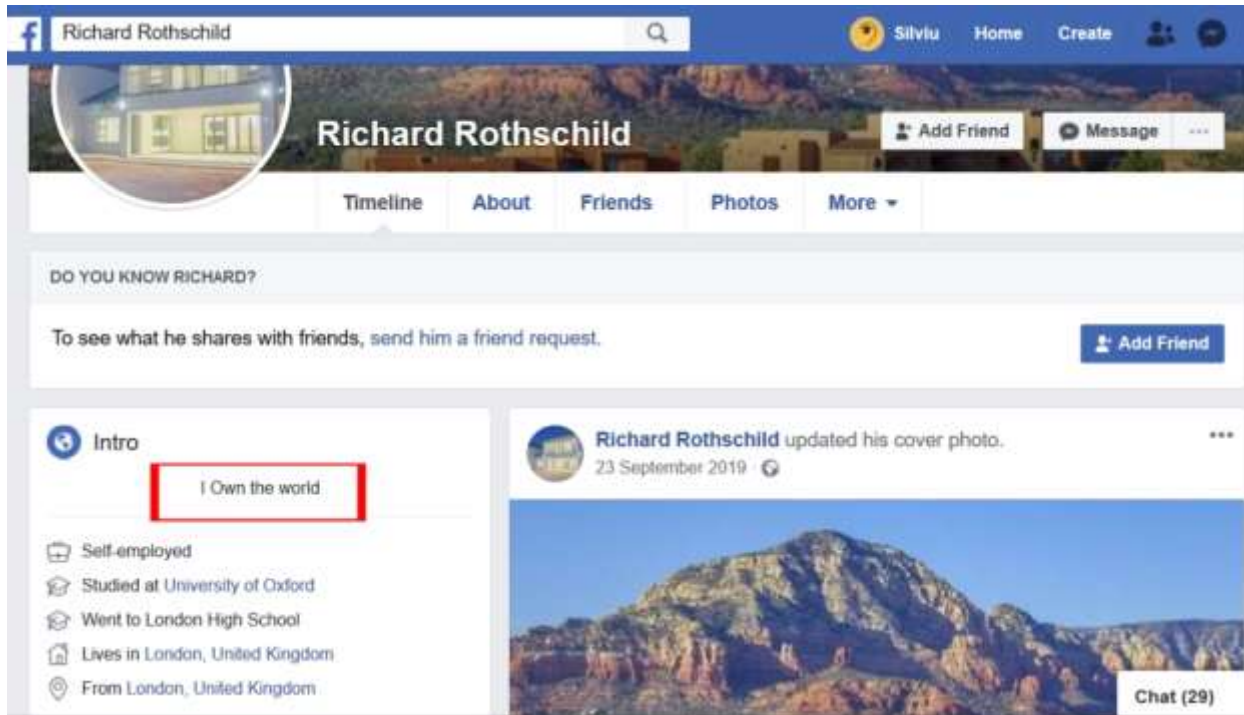 f Richard Rothschild Silviu Home Create
Richard Rothschild Add Friend Message ...
Timeline About Friends Photos More
DO YOU KNOW RICHARD?
To see what he shares with friends, send him a friend request. Add Friend
Intro
I Own the world
Self-employed
Studied at University of Oxford
Went to London High School
Lives in London, United Kingdom
From London, United Kingdom
Richard Rothschild updated his cover photo.
23 September 2019
Chat (29)